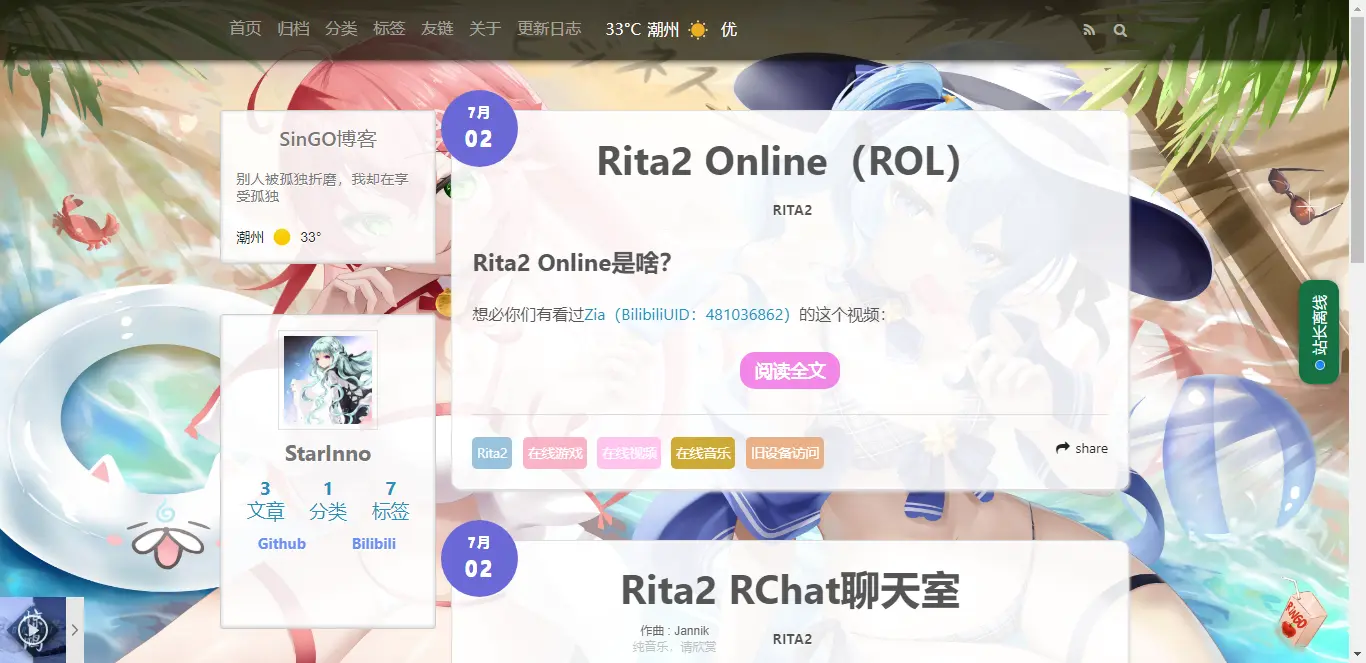 首页 归档 分类 标签 友链 关于 更新日志 33°C 潮州 优
SinGO博客
别人被孤独折磨，我却在享
受孤独
潮州 33°
StarInno
3 1 7
文章 分类 标签
Github Bilibili
7月
02
Rita2 Online（ROL）
RITA2
Rita2 Online是啥?
想必你们有看过Zia（BilibiliUID：481036862）的这个视频：
阅读全文
Rita2 在线游戏 在线视频 在线音乐 旧设备访问
share
7月
02
Rita2 RChat聊天室
作曲 : Jannik
纯音乐，请欣赏
RITA2
站长离线
RINGO